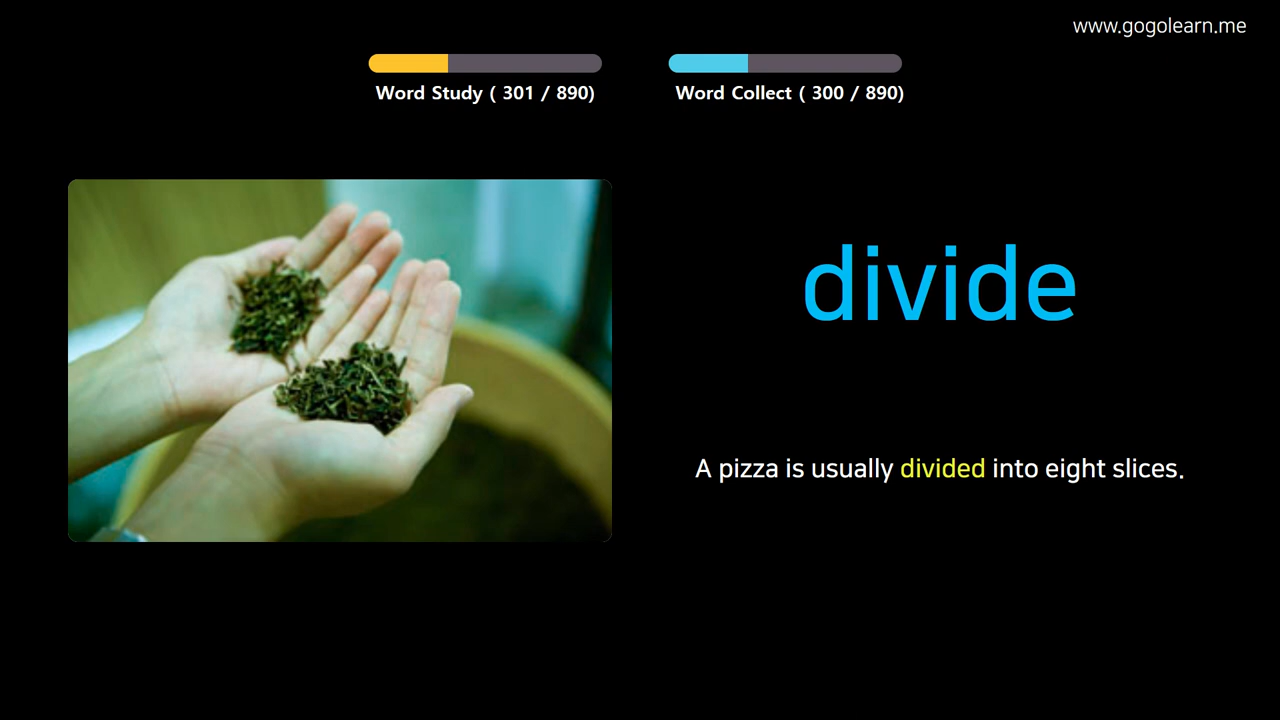 www.gogolearn.me
Word Study ( 301 / 890)
Word Collect ( 300 / 890)
divide
A pizza is usually divided into eight slices.